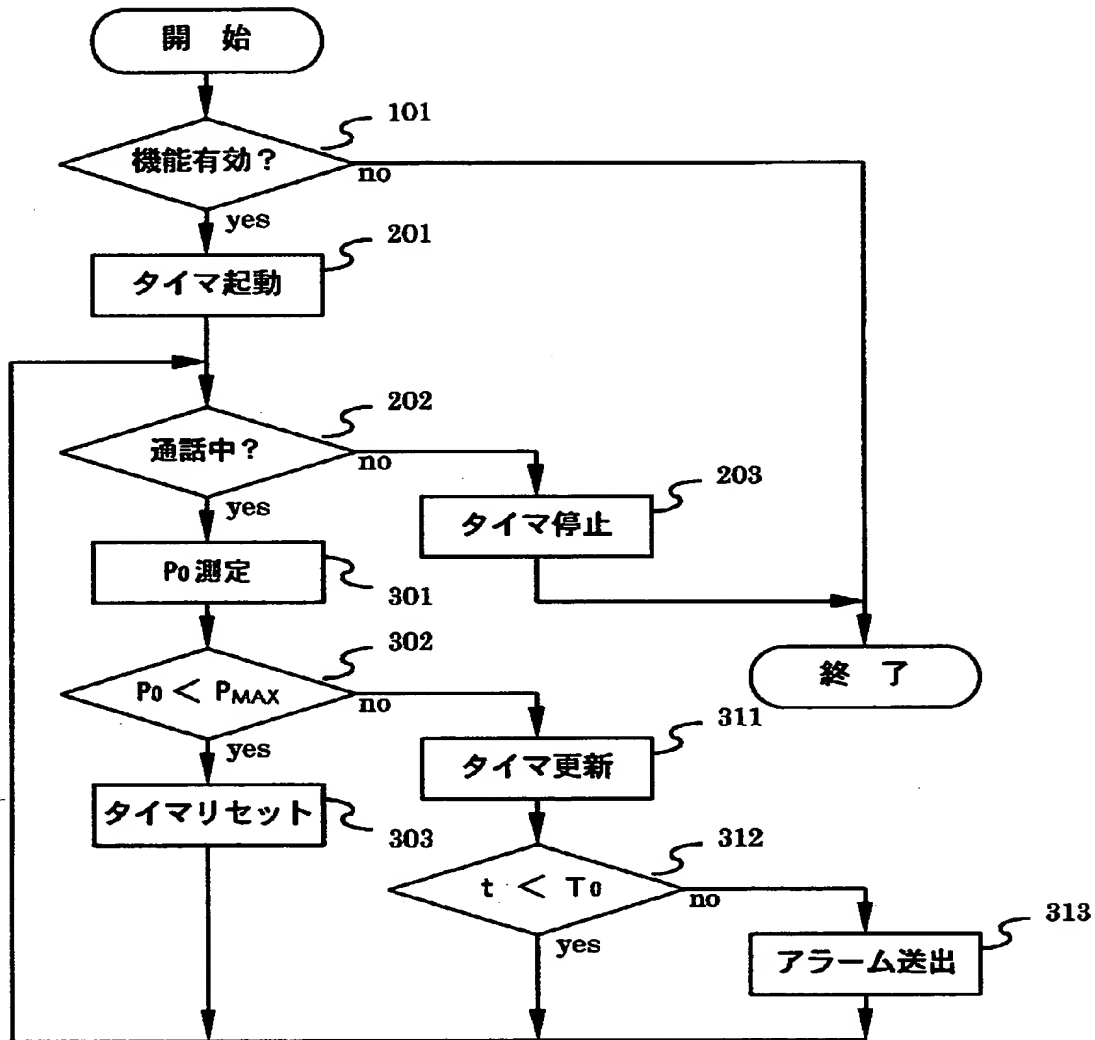 開 始
101
機能有効？
no
yes
201
タイマ起動
202
通話中？
no
yes
203
タイマ停止
P0測定
301
302
P0 < PMAX
no
yes
終 了
311
タイマ更新
タイマリセット
303
312
t < T0
no
yes
313
アラーム送出